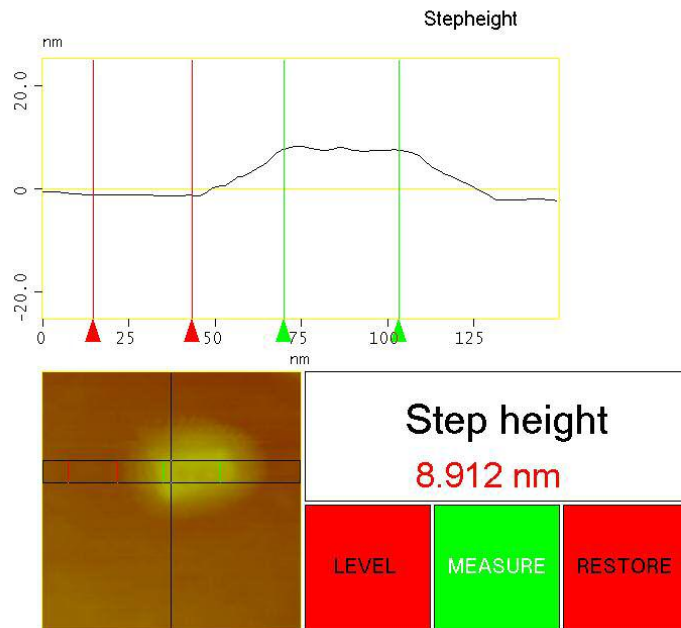 Stepheight
nm
20.0
0
-20.0
0 25 50 75 100 125
nm
Step height
8.912 nm
LEVEL MEASURE RESTORE